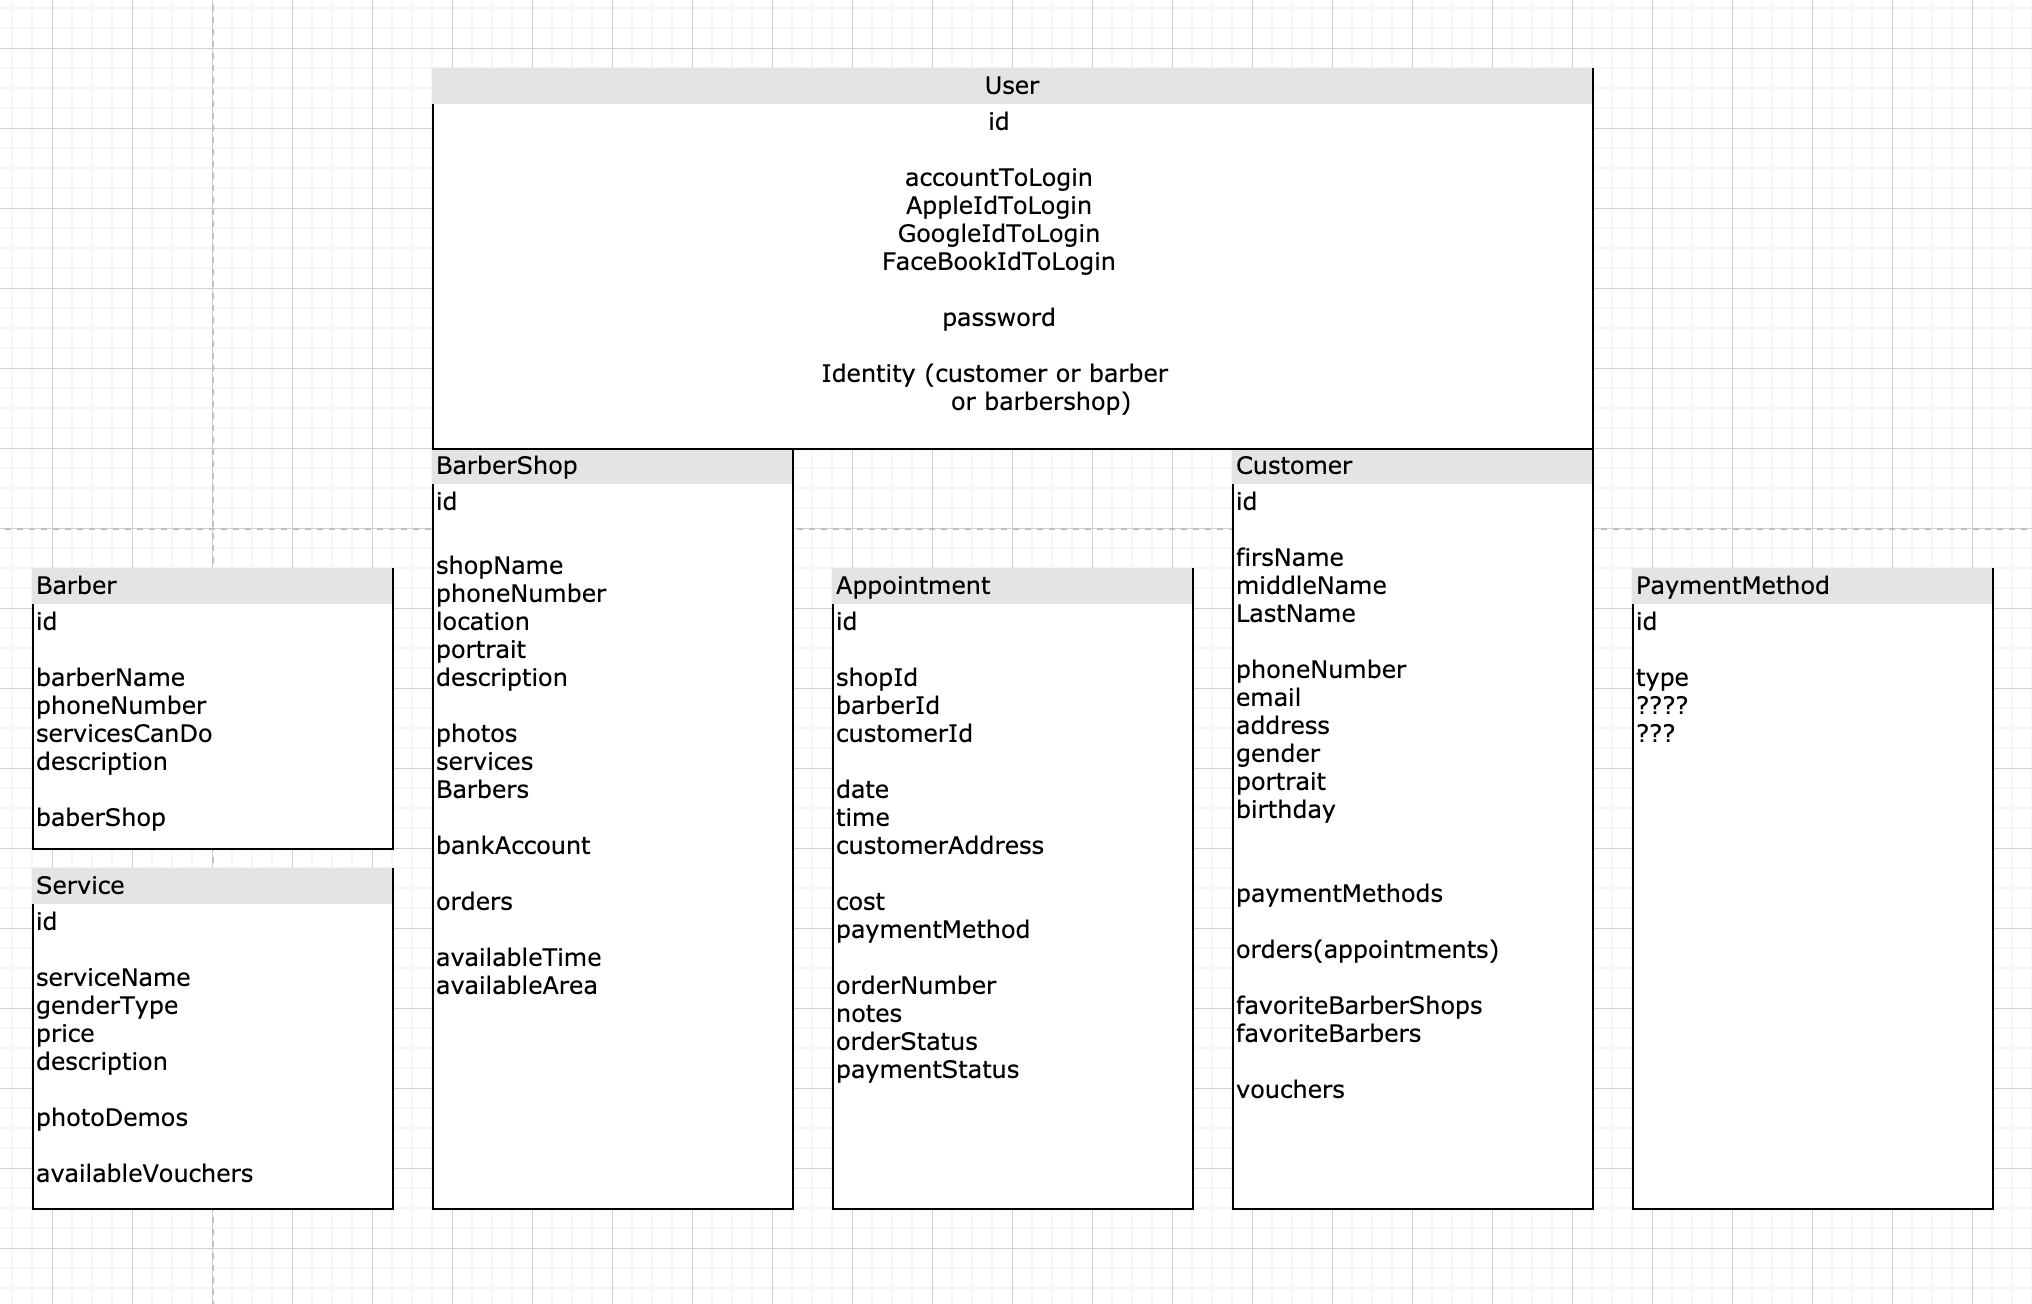 User
id
accountToLogin
AppleIdToLogin
GoogleIdToLogin
FaceBookIdToLogin
password
Identity (customer or barber
or barbershop)
Barber
id
barberName
phoneNumber
servicesCanDo
description
baberShop
Service
id
serviceName
genderType
price
description
photoDemos
availableVouchers
BarberShop
id
shopName
phoneNumber
location
portrait
description
photos
services
Barbers
bankAccount
orders
availableTime
availableArea
Appointment
id
shopId
barberId
customerId
date
time
customerAddress
cost
paymentMethod
orderNumber
notes
orderStatus
paymentStatus
Customer
id
firsName
middleName
LastName
phoneNumber
email
address
gender
portrait
birthday
paymentMethods
orders(appointments)
favoriteBarberShops
favoriteBarbers
vouchers
PaymentMethod
id
type
????
???